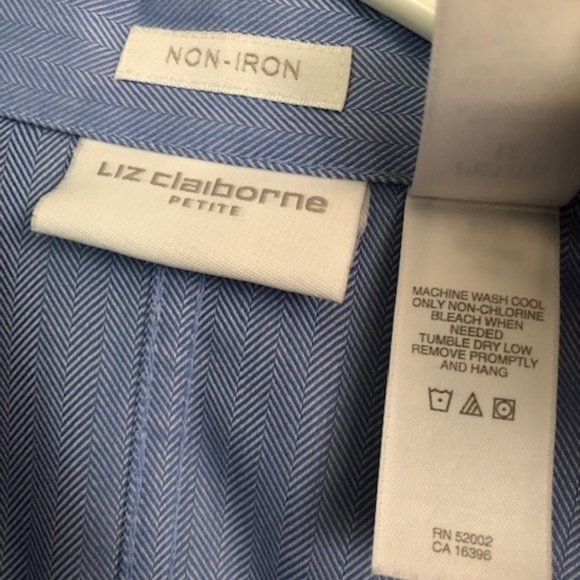 NON-IRON
Liz claiborne
PETITE
MACHINE WASH COOL
ONLY NON-CHLORINE
BLEACH WHEN
NEEDED
TUMBLE DRY LOW
REMOVE PROMPTLY
AND HANG
RN 52002
CA 16396